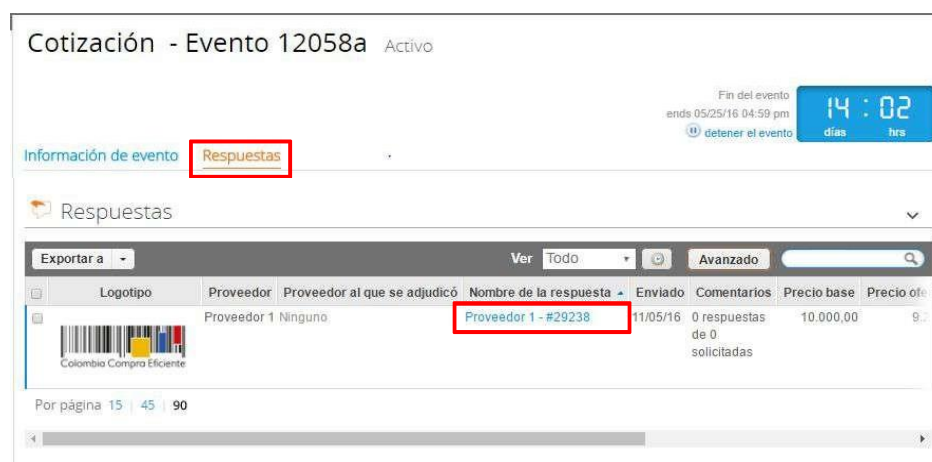 Cotización - Evento 12058a Activo
Fin del evento
ends 05/25/16 04:59 pm
detener el evento
14 : 02
días hrs
Información de evento Respuestas
Respuestas
Exportar a Ver Todo Avanzado
Logotipo Proveedor Proveedor al que se adjudicó Nombre de la respuesta Enviado Comentarios Precio base Precio ofe
Proveedor 1 Ninguno Proveedor 1 - #29238 11/05/16 0 respuestas 10.000,00 9.
de 0
solicitadas
Colombia Compra Eficiente
Por página 15 | 45 | 90